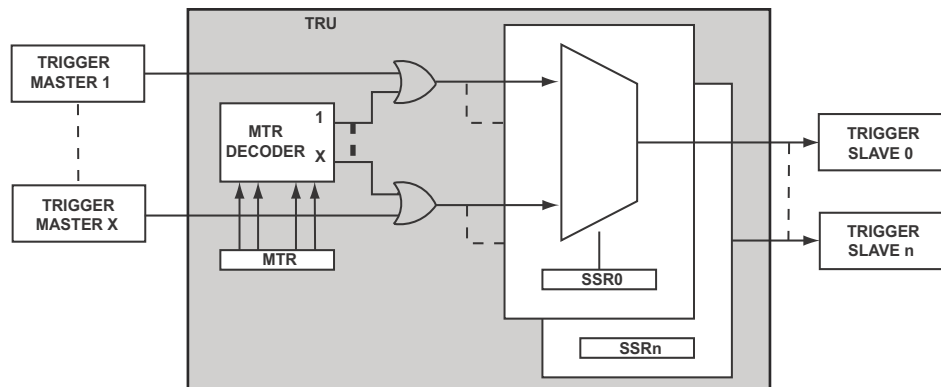 TRU
TRIGGER
MASTER 1
MTR
DECODER
1
X
TRIGGER
MASTER X
MTR
SSR0
SSRn
TRIGGER
SLAVE 0
TRIGGER
SLAVE n